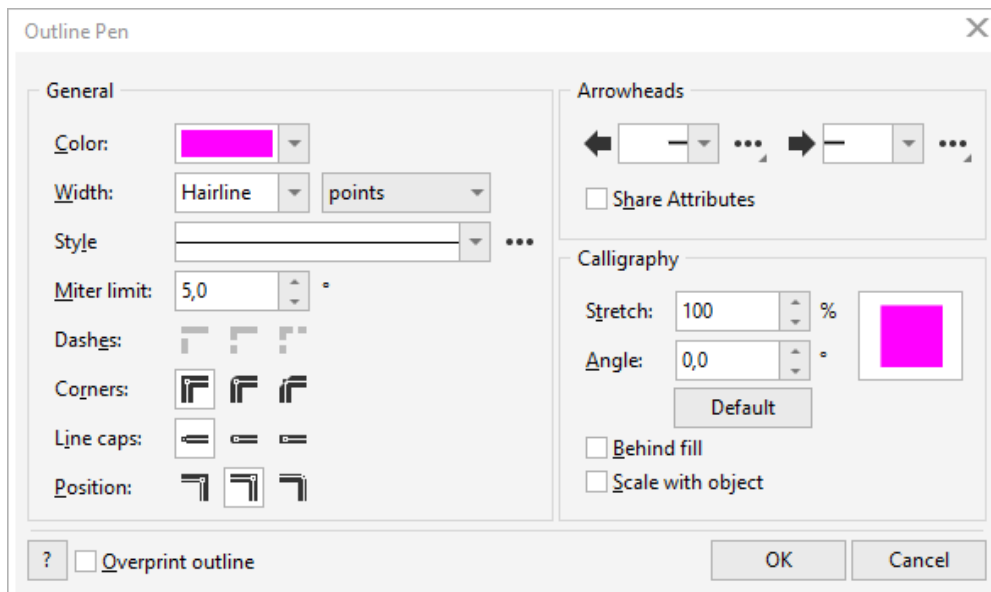 Outline Pen
General
Color:
Width: Hairline points
Style
Miter limit: 5,0 °
Dashes:
Corners:
Line caps:
Position:
Arrowheads
Share Attributes
Calligraphy
Stretch: 100 %
Angle: 0,0 °
Default
Behind fill
Scale with object
? Overprint outline
OK Cancel